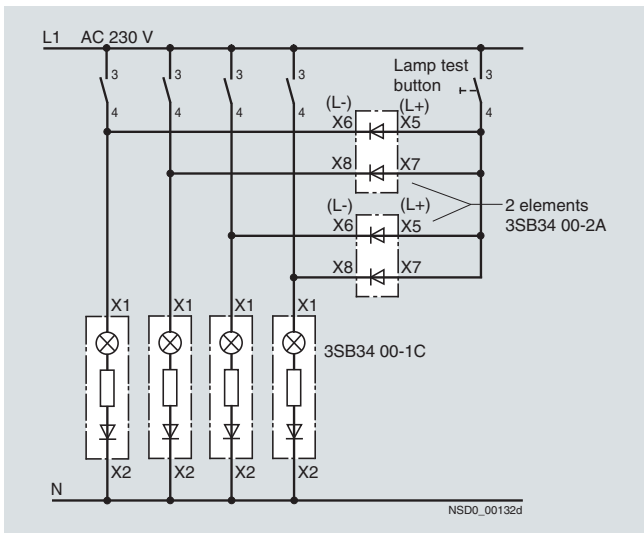 L1 AC 230 V
3 3 3 3 Lamp test 3
button
4 4 4 4 4
(L-) (L+)
X6 X5
X8 X7
2 elements
3SB34 00-2A
(L-) (L+)
X6 X5
X8 X7
X1 X1 X1 X1
3SB34 00-1C
X2 X2 X2 X2
N
NSD0_00132d